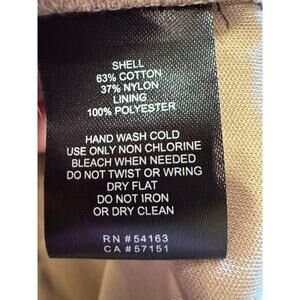 SHELL
63% COTTON
37% NYLON
LINING
100% POLYESTER
HAND WASH COLD
USE ONLY NON CHLORINE
BLEACH WHEN NEEDED
DO NOT TWIST OR WRING
DRY FLAT
DO NOT IRON
OR DRY CLEAN
RN #54163
CA #57151